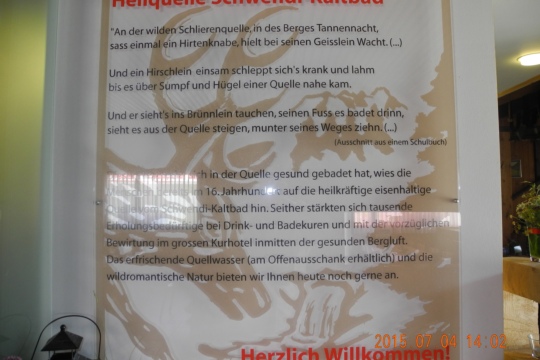 Heilquelle Schwendi-Kaltbad
"An der wilden Schlierenquelle, in des Berges Tannennacht,
sass einmal ein Hirtenknabe, hielt bei seinen Geisslein Wacht. (...)
Und ein Hirschlein einsam schleppt sich's krank und lahm
bis es über Sumpf und Hügel einer Quelle nahe kam.
Und er sieht's ins Brünnlein tauchen, seinen Fuss es badet drinn,
sieht es aus der Quelle steigen, munter seines Weges ziehn. (...)
(Ausschnitt aus einem Schulbuch)
in der Quelle gesund gebadet hat, wies die
16. Jahrhundert auf die heilkräftige eisenhaltige
-Kaltbad hin. Seither stärkten sich tausende
Erholungsbedürftige bei Drink- und Badekuren und mit der vorzüglichen
Bewirtung im grossen Kurhotel inmitten der gesunden Bergluft.
Das erfrischende Quellwasser (am Offenausschank erhältlich) und die
wildromantische Natur bieten wir Ihnen heute noch gerne an.
Herzlich Willkommen!
2015.07.04 14:02